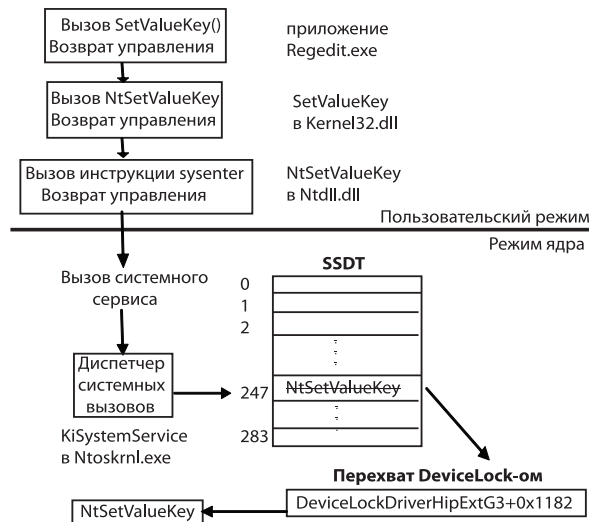 Вызов SetValueKey()
Возврат управления
приложение
Regedit.exe
Вызов NtSetValueKey
Возврат управления
SetValueKey
в Kernel32.dll
Вызов инструкции sysenter
Возврат управления
NtSetValueKey
в Ntdll.dll
Пользовательский режим
Режим ядра
Вызов системного
сервиса
SSDT
0
1
2
Диспетчер
системных
вызовов
247
NtSetValueKey
283
KiSystemService
в Ntoskrnl.exe
Перехват DeviceLock-ом
DeviceLockDriverHipExtG3+0x1182
NtSetValueKey